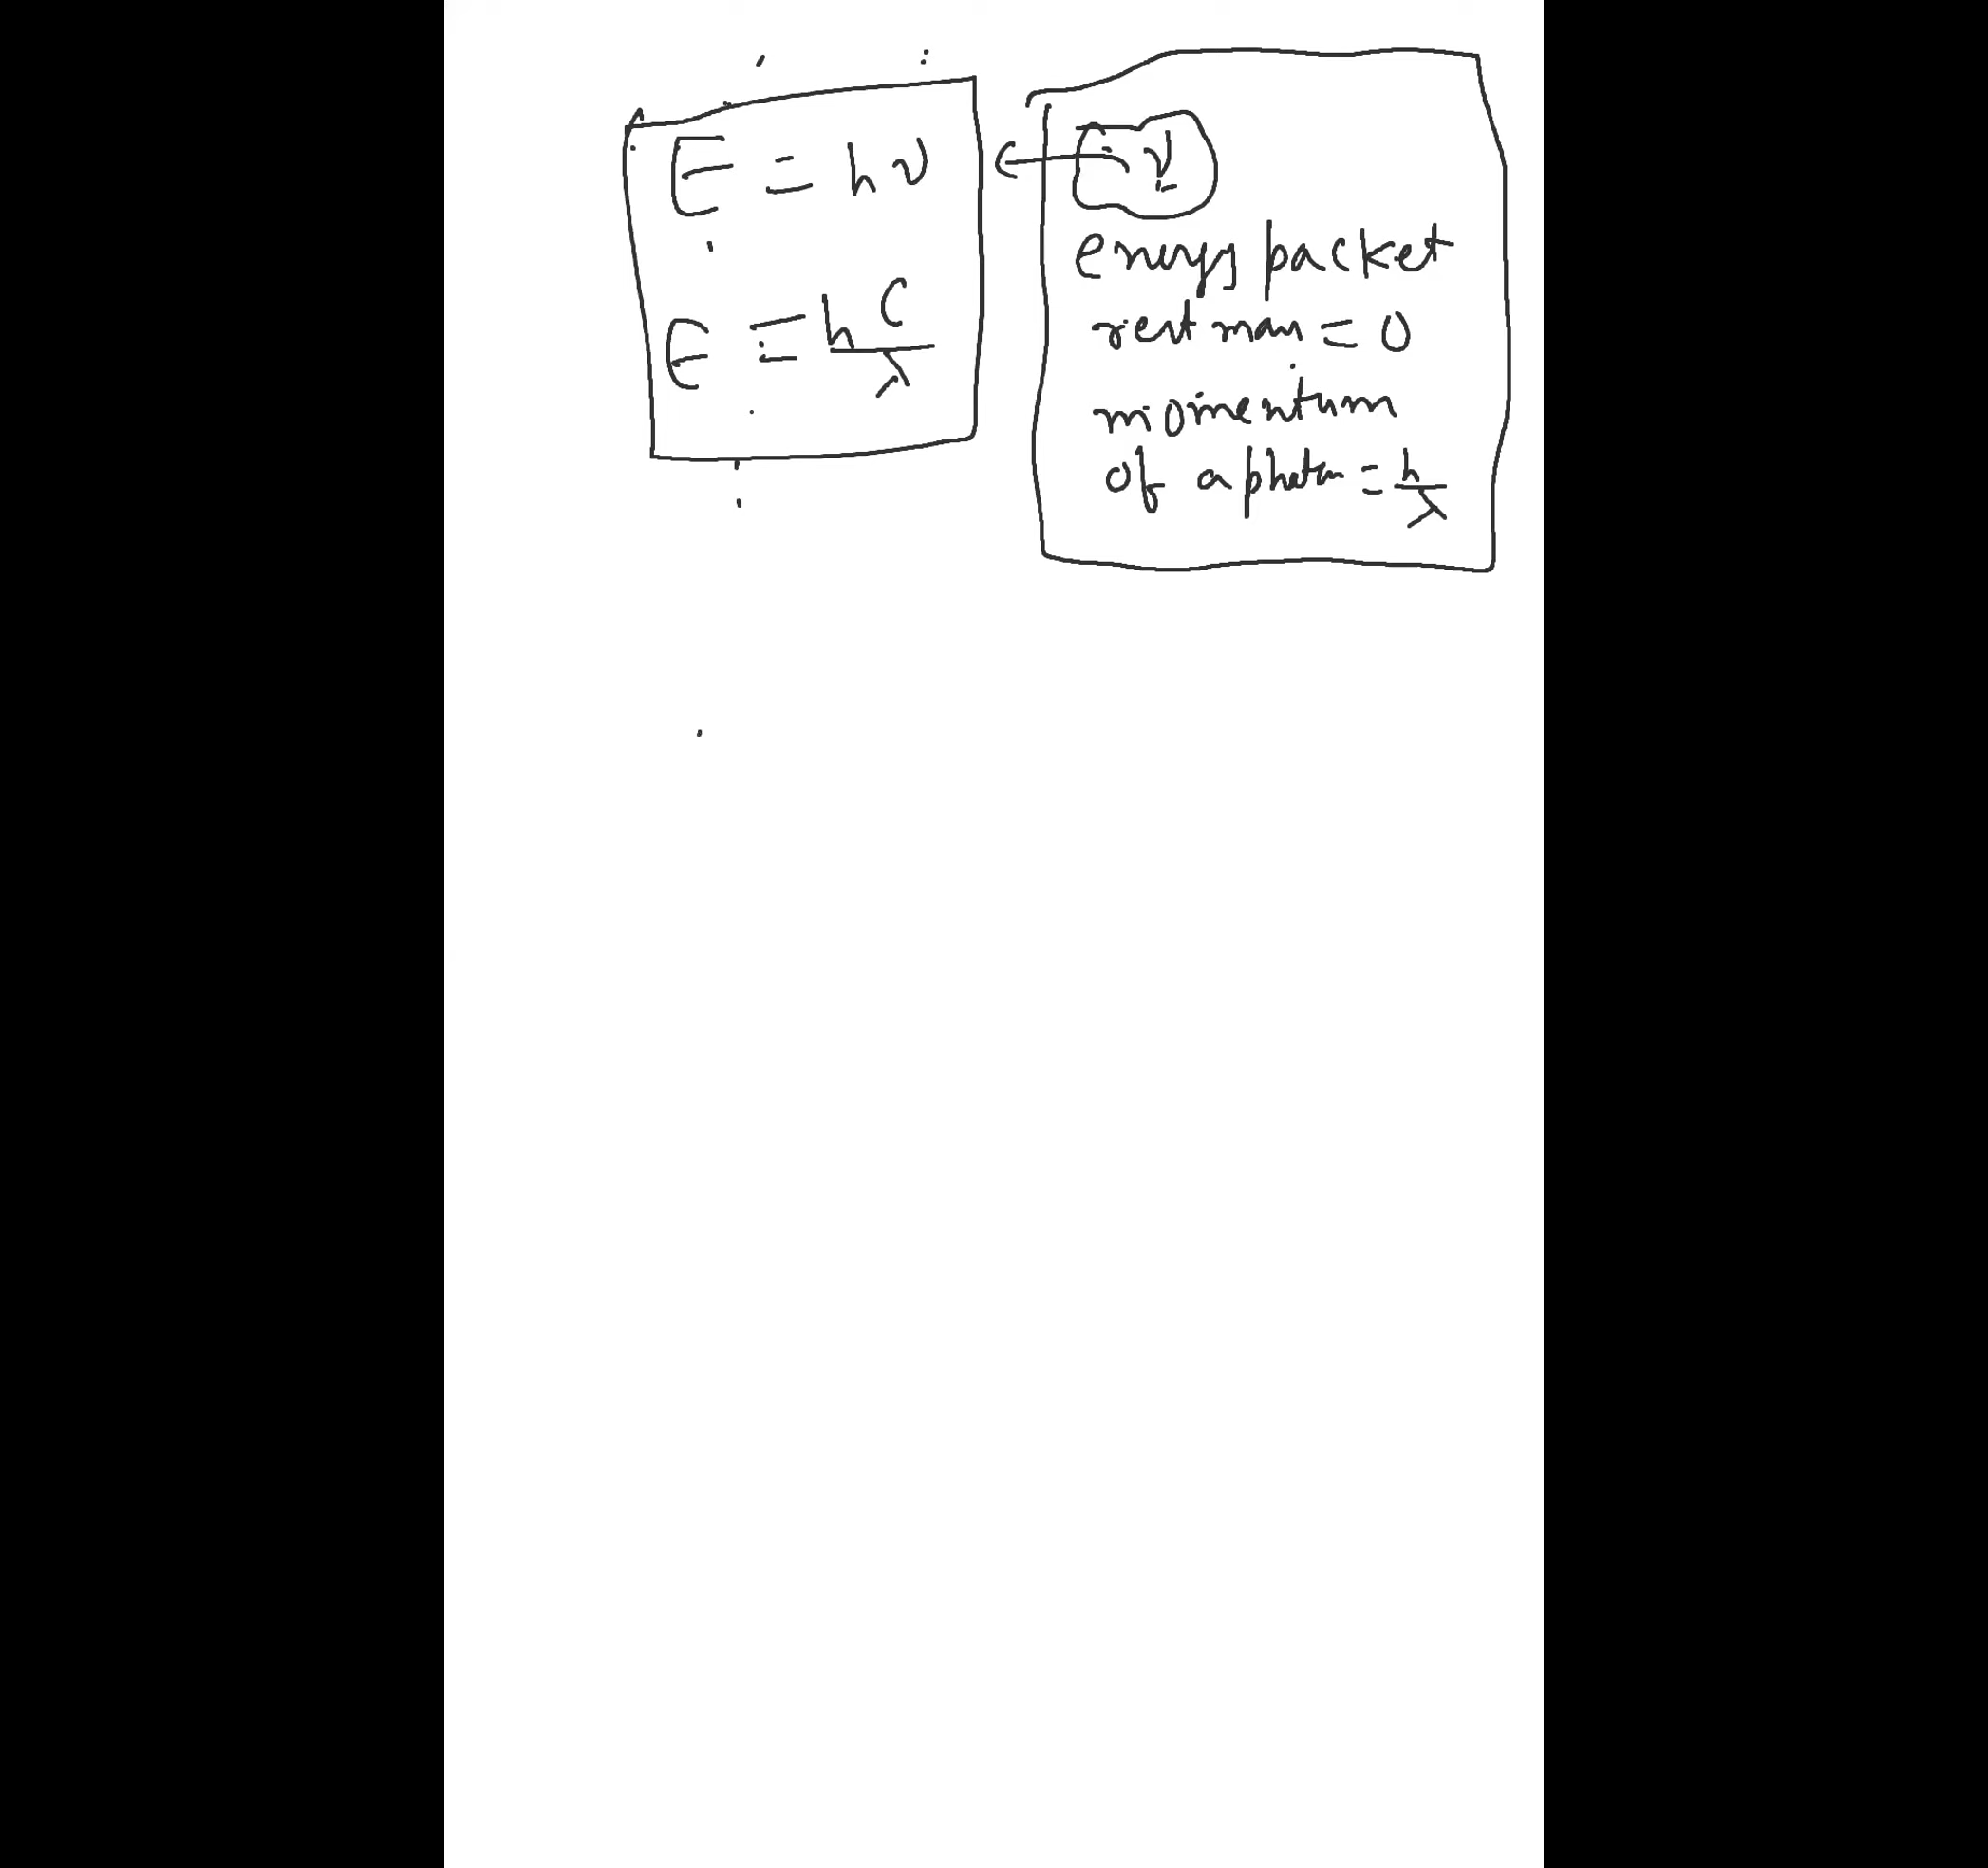 E = hν
E = hc/λ
ν
energy packet
rest mass = 0
momentum
of a photon = h/λ